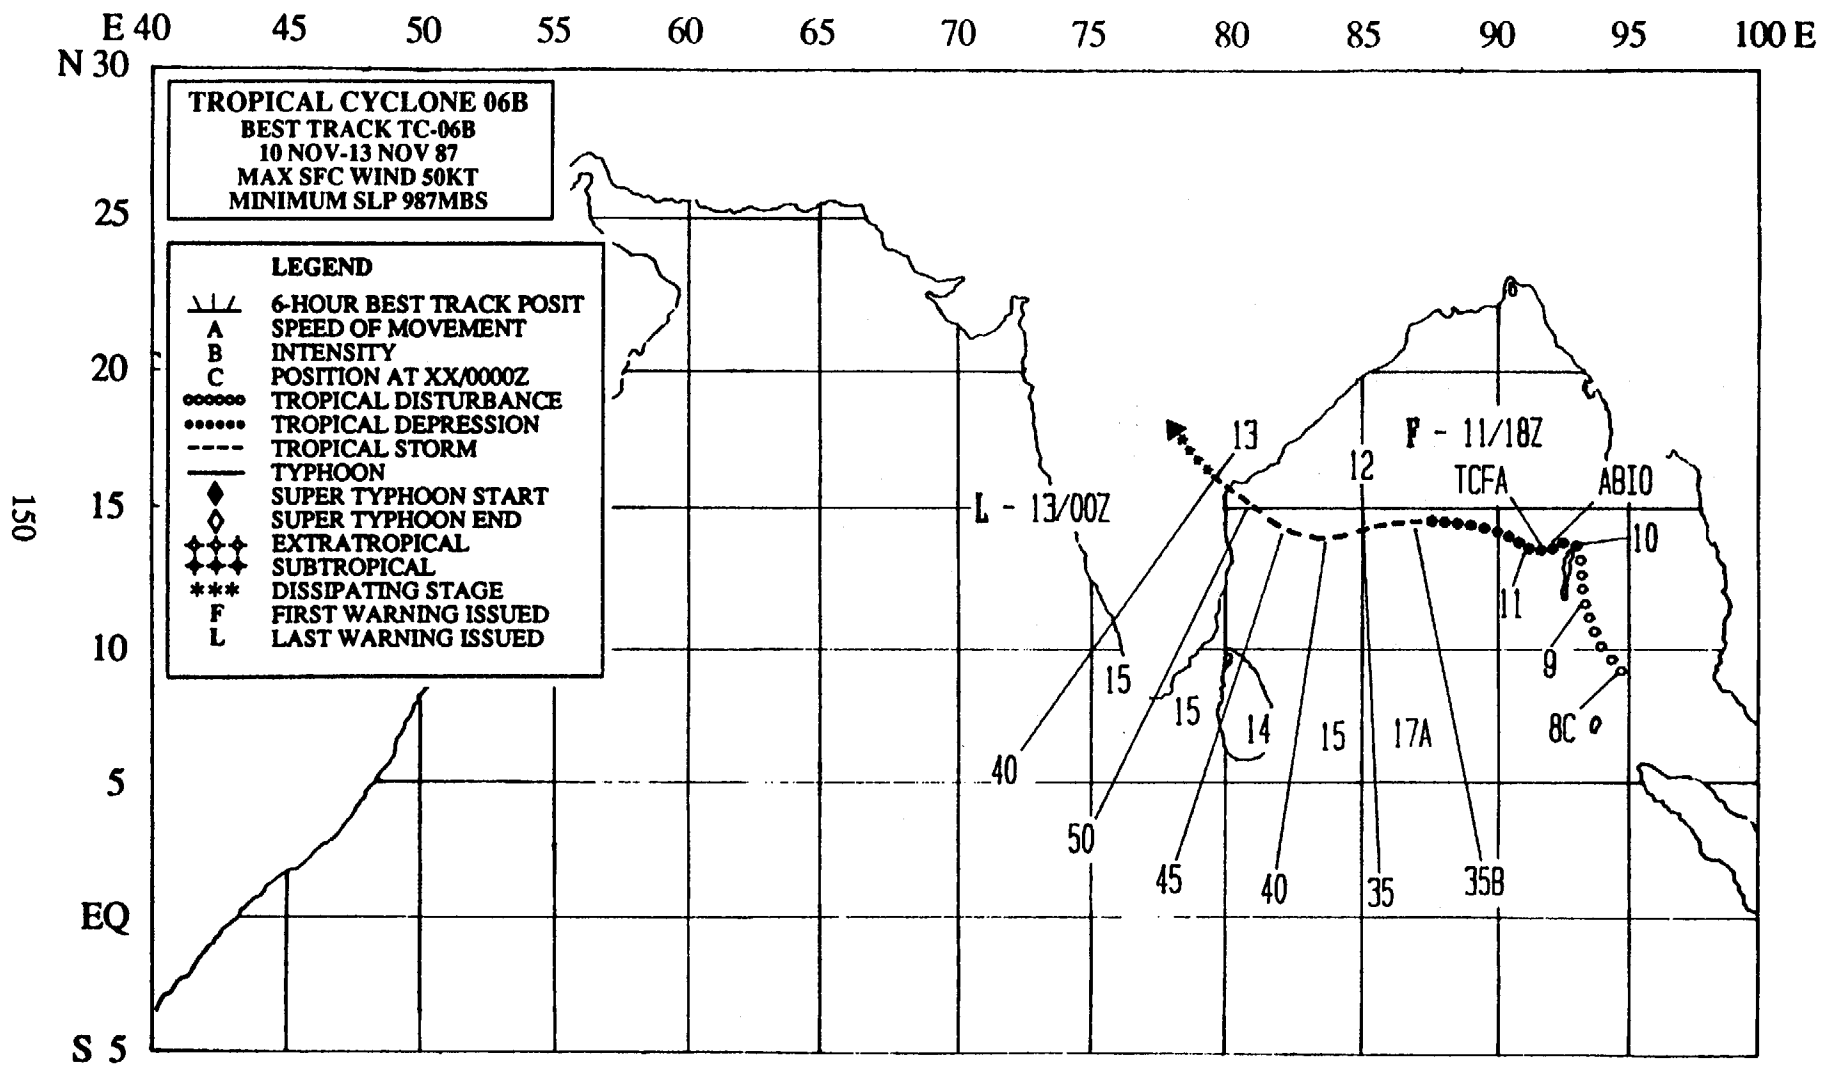 E 40 45 50 55 60 65 70 75 80 85 90 95 100 E
N 30
TROPICAL CYCLONE 06B
BEST TRACK TC-06B
10 NOV-13 NOV 87
MAX SFC WIND 50KT
MINIMUM SLP 987MBS
25
LEGEND
6-HOUR BEST TRACK POSIT
A SPEED OF MOVEMENT
B INTENSITY
C POSITION AT XX/0000Z
TROPICAL DISTURBANCE
TROPICAL DEPRESSION
TROPICAL STORM
TYPHOON
SUPER TYPHOON START
SUPER TYPHOON END
EXTRATROPICAL
SUBTROPICAL
*** DISSIPATING STAGE
F FIRST WARNING ISSUED
L LAST WARNING ISSUED
20
13
F - 11/18Z
12
TCFA
ABIO
15
L - 13/00Z
150
10
11
10
9
15
15
14
15
17A
8C
40
5
50
45
40
35
35B
EQ
S 5